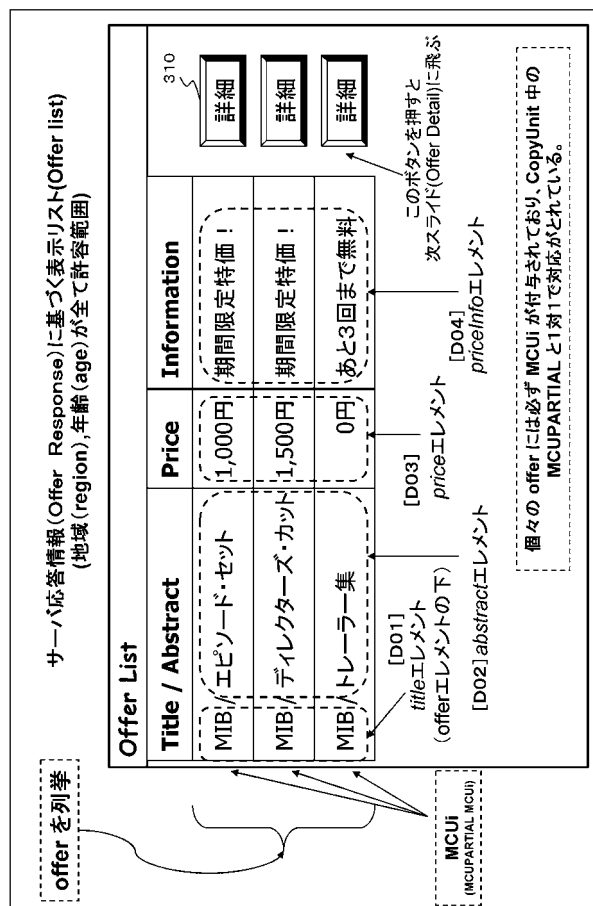 サーバ応答情報(Offer Response)に基づく表示リスト(Offer list)
(地域(region),年齢(age)が全て許容範囲)
offer を列挙
Offer List
Title / Abstract Price Information
MIB/エピソード・セット 1,000円 期間限定特価! 詳細
310
MIB/ディレクターズ・カット 1,500円 期間限定特価! 詳細
MIB/トレーラー集 0円 あと3回まで無料 詳細
MCUi
(MCUPARTIAL MCUi)
[D01]
titleエレメント
(offerエレメントの下)
[D02] abstractエレメント
[D03]
priceエレメント
[D04]
priceInfoエレメント
このボタンを押すと
次スライド(Offer Detail)に飛ぶ
個々の offer には必ず MCUi が付与されており、CopyUnit 中の
MCUPARTIAL と1対1で対応がとれている。